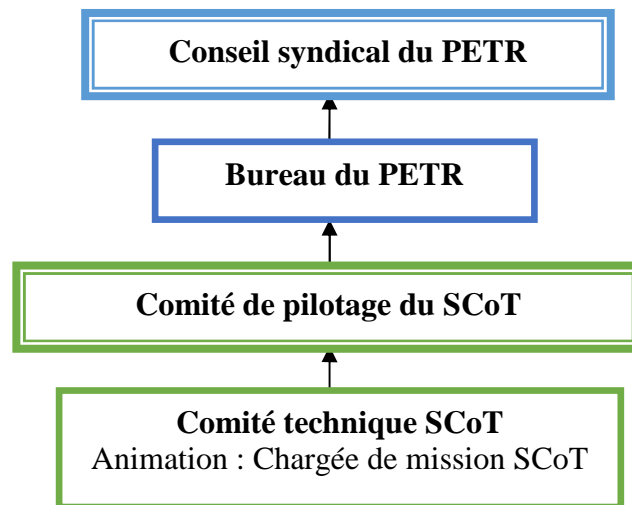 Conseil syndical du PETR
Bureau du PETR
Comité de pilotage du SCoT
Comité technique SCoT
Animation : Chargée de mission SCoT